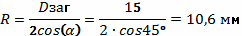 R = Dзаг / 2cos(α) = 15 / 2 · cos45° = 10,6 мм